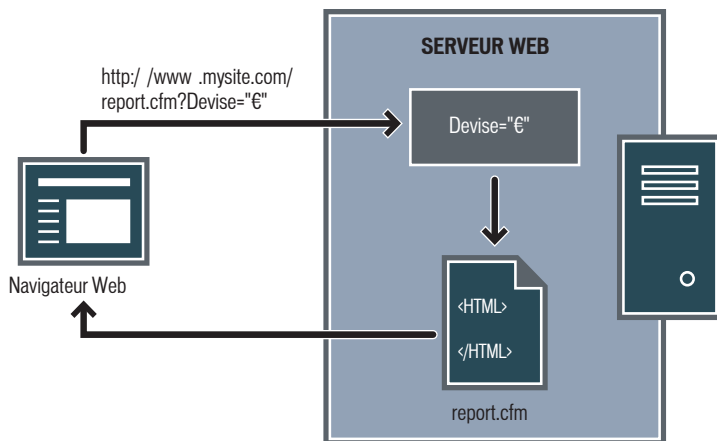 SERVEUR WEB
http:/ /www .mysite.com/
report.cfm?Devise="€"
Devise="€"
Navigateur Web
<HTML>
</HTML>
report.cfm